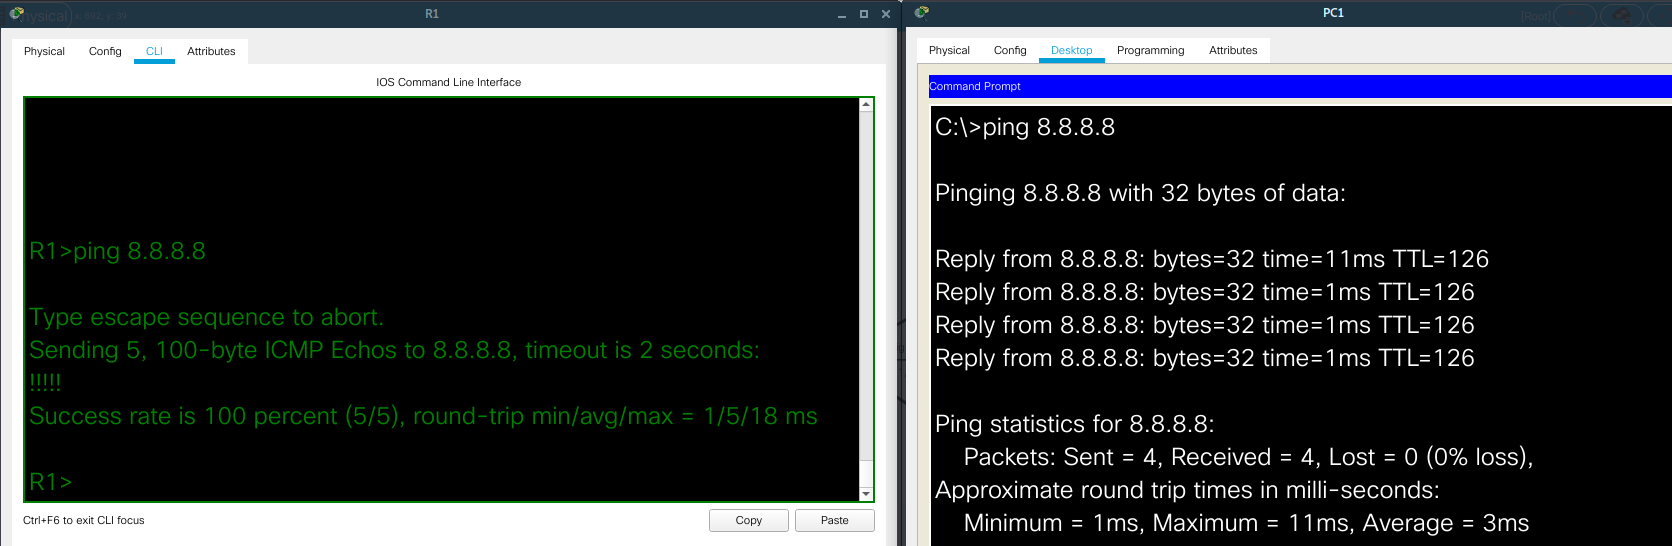 R1
Physical Config CLI Attributes
IOS Command Line Interface
R1>ping 8.8.8.8
Type escape sequence to abort.
Sending 5, 100-byte ICMP Echos to 8.8.8.8, timeout is 2 seconds:
!!!!!
Success rate is 100 percent (5/5), round-trip min/avg/max = 1/5/18 ms
R1>
Ctrl+F6 to exit CLI focus
Copy Paste
PC1
Physical Config Desktop Programming Attributes
Command Prompt
C:\>ping 8.8.8.8
Pinging 8.8.8.8 with 32 bytes of data:
Reply from 8.8.8.8: bytes=32 time=11ms TTL=126
Reply from 8.8.8.8: bytes=32 time=1ms TTL=126
Reply from 8.8.8.8: bytes=32 time=1ms TTL=126
Reply from 8.8.8.8: bytes=32 time=1ms TTL=126
Ping statistics for 8.8.8.8:
Packets: Sent = 4, Received = 4, Lost = 0 (0% loss),
Approximate round trip times in milli-seconds:
Minimum = 1ms, Maximum = 11ms, Average = 3ms